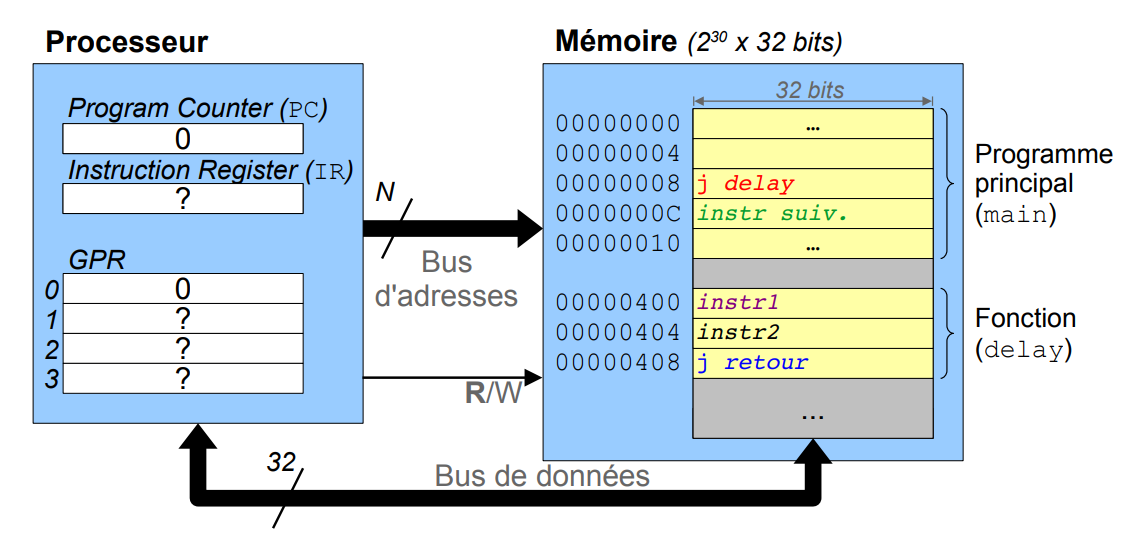 Processeur
Program Counter (PC)
0
Instruction Register (IR)
?
GPR
0 0
1 ?
2 ?
3 ?
N
Bus
d'adresses
R/W
32
Bus de données
Mémoire (2³⁰ x 32 bits)
32 bits
00000000 …
00000004
00000008 j delay
0000000C instr suiv.
00000010 …
00000400 instr1
00000404 instr2
00000408 j retour
…
Programme
principal
(main)
Fonction
(delay)